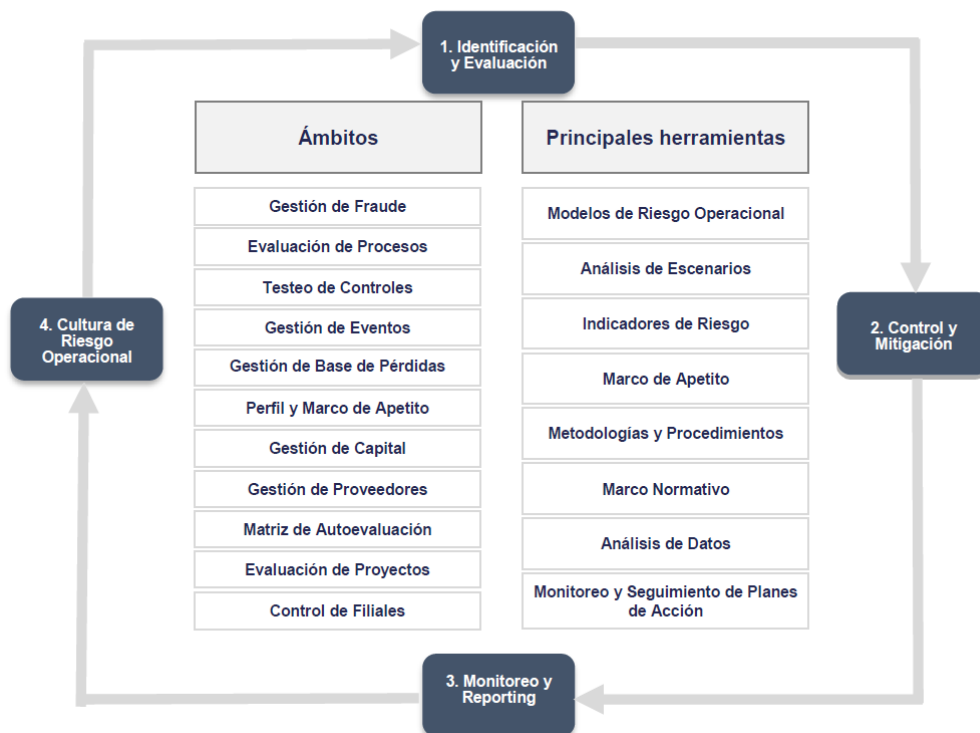 1. Identificación
y Evaluación
Ámbitos
Gestión de Fraude
Evaluación de Procesos
Testeo de Controles
Gestión de Eventos
Gestión de Base de Pérdidas
Perfil y Marco de Apetito
Gestión de Capital
Gestión de Proveedores
Matriz de Autoevaluación
Evaluación de Proyectos
Control de Filiales
Principales herramientas
Modelos de Riesgo Operacional
Análisis de Escenarios
Indicadores de Riesgo
Marco de Apetito
Metodologías y Procedimientos
Marco Normativo
Análisis de Datos
Monitoreo y Seguimiento de Planes
de Acción
2. Control y
Mitigación
3. Monitoreo y
Reporting
4. Cultura de
Riesgo
Operacional